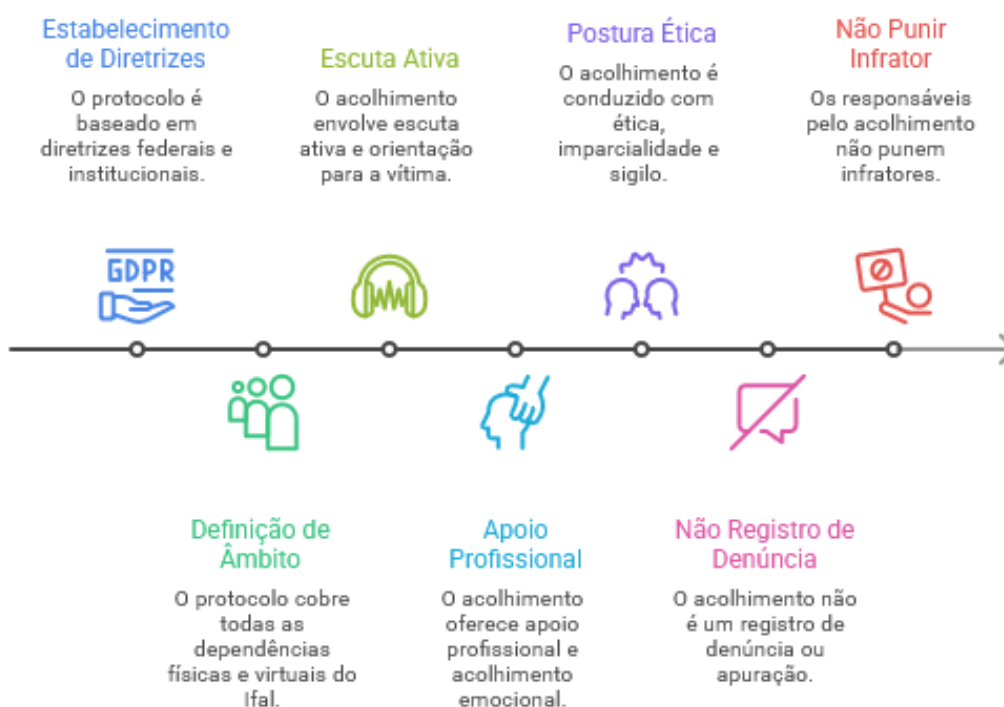 Estabelecimento
de Diretrizes
O protocolo é
baseado em
diretrizes federais e
institucionais.
Escuta Ativa
O acolhimento
envolve escuta
ativa e orientação
para a vítima.
Postura Ética
O acolhimento é
conduzido com
ética,
imparcialidade e
sigilo.
Não Punir
Infrator
Os responsáveis
pelo acolhimento
não punem
infratores.
GDPR
Definição de
Âmbito
O protocolo cobre
todas as
dependências
físicas e virtuais do
Ifal.
Apoio
Profissional
O acolhimento
oferece apoio
profissional e
acolhimento
emocional.
Não Registro de
Denúncia
O acolhimento não
é um registro de
denúncia ou
apuração.